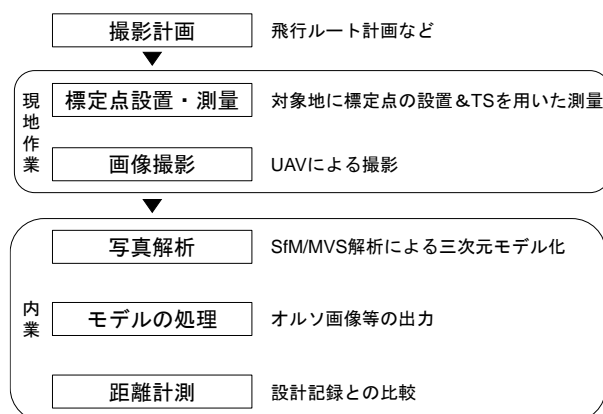 撮影計画 飛行ルート計画など
現地作業
標定点設置・測量 対象地に標定点の設置&TSを用いた測量
画像撮影 UAVによる撮影
内業
写真解析 SfM/MVS解析による三次元モデル化
モデルの処理 オルソ画像等の出力
距離計測 設計記録との比較